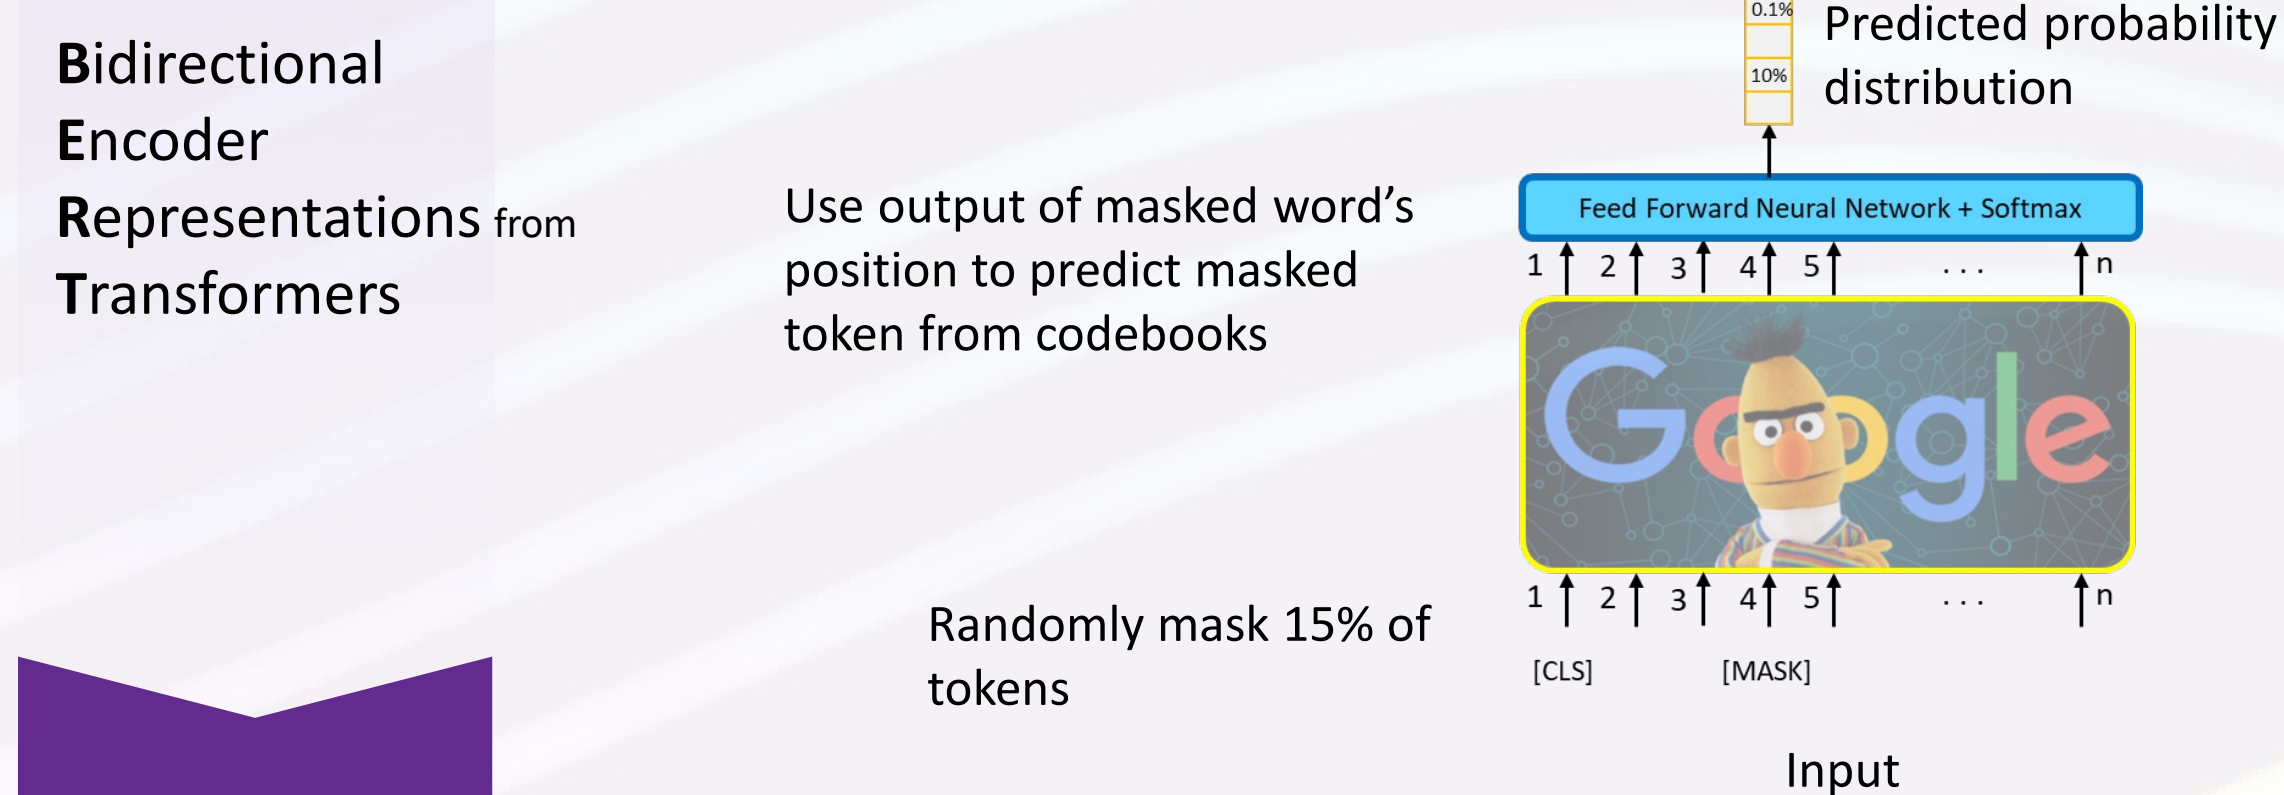 Bidirectional
Encoder
Representations from
Transformers
Use output of masked word’s
position to predict masked
token from codebooks
Randomly mask 15% of
tokens
0.1%
10%
Predicted probability
distribution
Feed Forward Neural Network + Softmax
1 2 3 4 5 ... n
Google
1 2 3 4 5 ... n
[CLS] [MASK]
Input